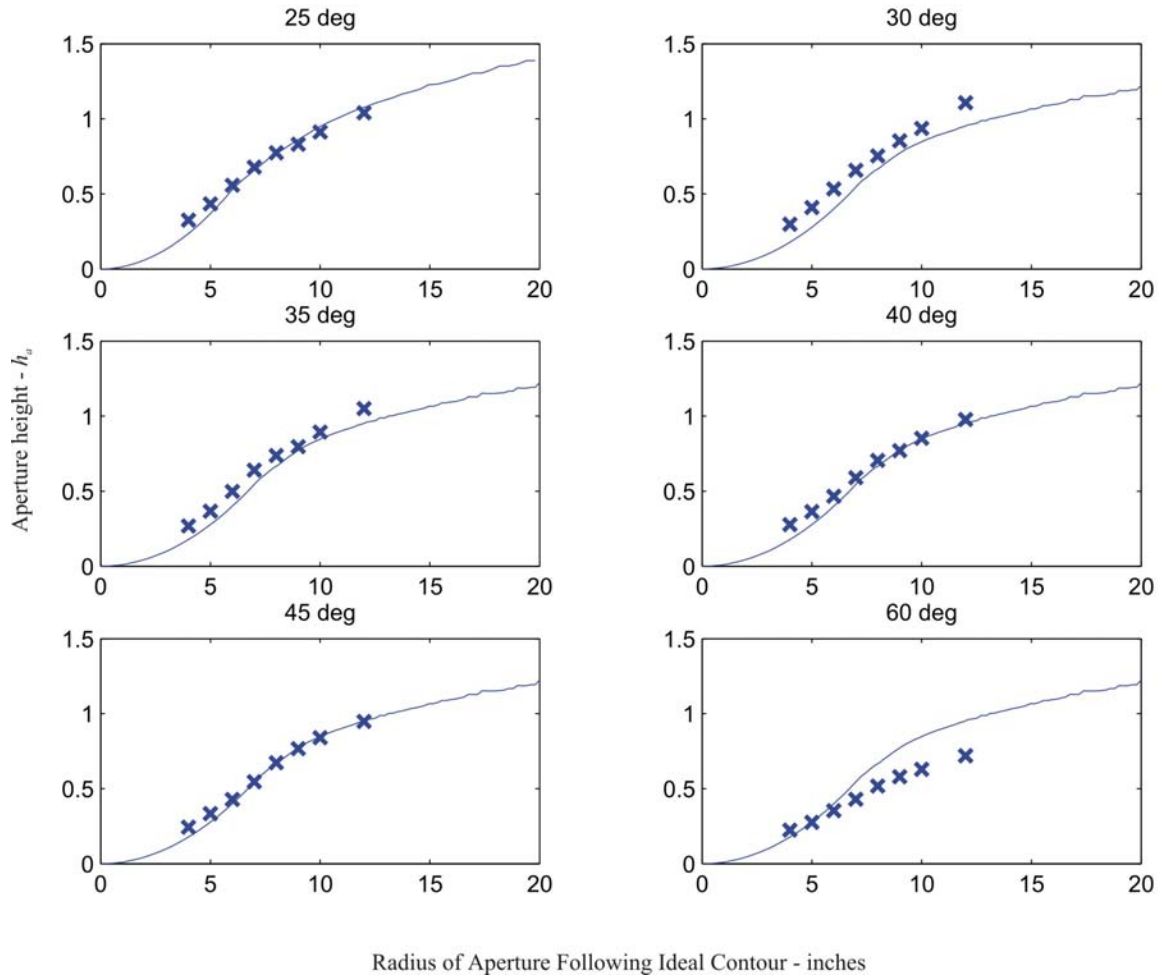 25 deg
30 deg
1.5
1
0.5
0
0 5 10 15 20
1.5
1
0.5
0
0 5 10 15 20
35 deg
40 deg
1.5
1
0.5
0
0 5 10 15 20
1.5
1
0.5
0
0 5 10 15 20
45 deg
60 deg
1.5
1
0.5
0
0 5 10 15 20
1.5
1
0.5
0
0 5 10 15 20
Aperture height - hₐ
Radius of Aperture Following Ideal Contour - inches